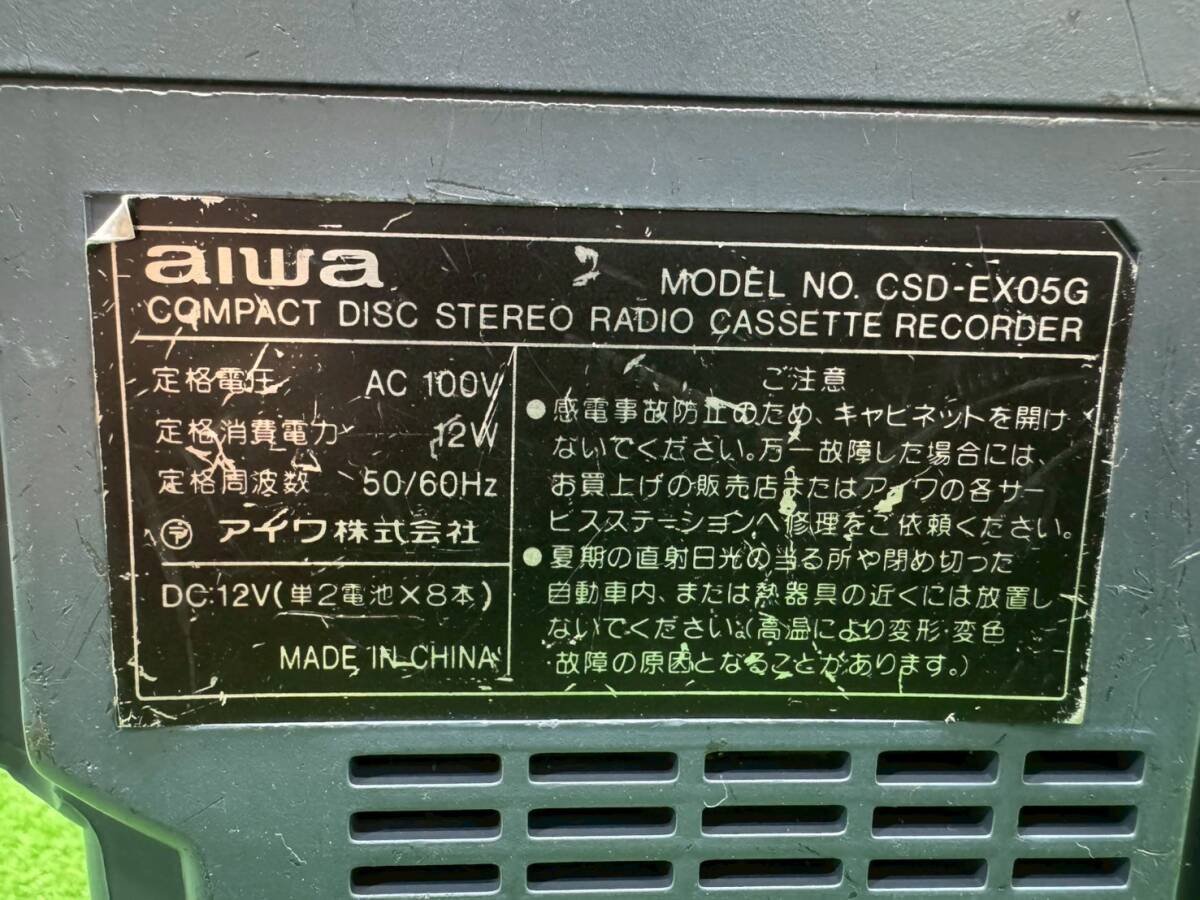 aiwa
MODEL NO. CSD-EX05G
COMPACT DISC STEREO RADIO CASSETTE RECORDER
定格電圧 AC 100V
定格消費電力 12W
定格周波数 50/60Hz
〒 アイワ株式会社
DC:12V(単2電池×8本)
MADE IN CHINA
ご注意
●感電事故防止のため、キャビネットを開け
ないでください。万一故障した場合には、
お買上げの販売店またはアイワの各サー
ビスステーションへ修理をご依頼ください。
●夏期の直射日光の当る所や閉め切った
自動車内、または熱器具の近くには放置し
ないでください。(高温により変形・変色
故障の原因となることがあります。)